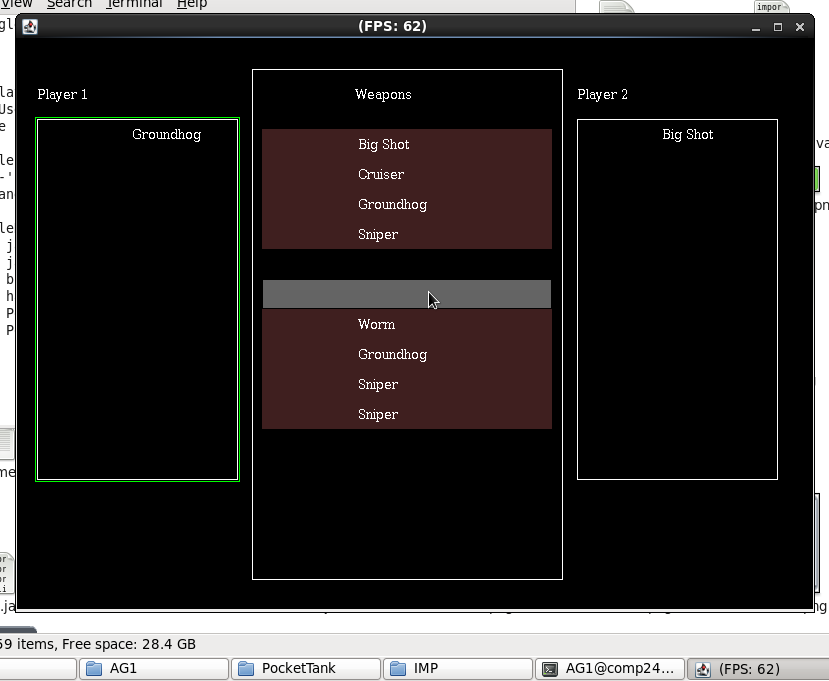 View Search Terminal Help
impor
(FPS: 62)
Player 1
Weapons
Player 2
Groundhog
Big Shot
Big Shot
Cruiser
Groundhog
Sniper
Worm
Groundhog
Sniper
Sniper
59 items, Free space: 28.4 GB
AG1
PocketTank
IMP
AG1@comp24...
(FPS: 62)